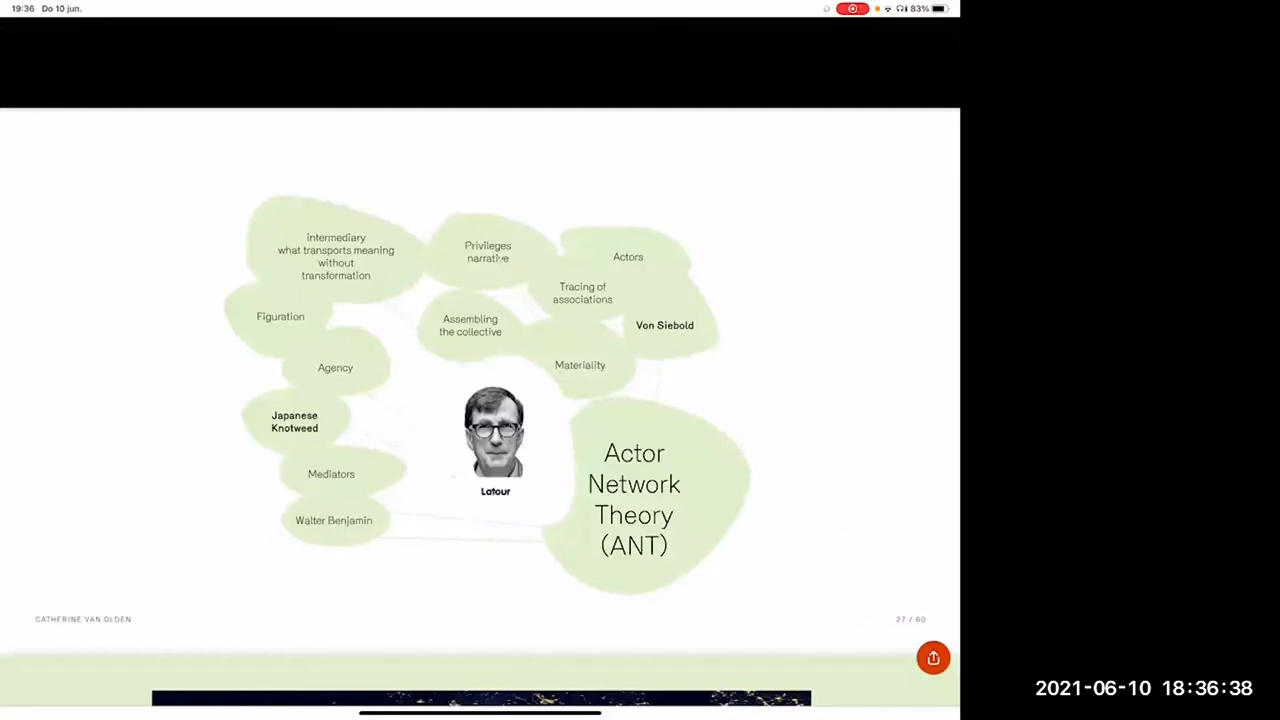 19:36 Do 10 jun.
83%
intermediary
what transports meaning
without
transformation
Privileges
narrative
Actors
Tracing of
associations
Figuration
Assembling
the collective
Von Siebold
Agency
Materiality
Japanese
Knotweed
Mediators
Latour
Walter Benjamin
Actor
Network
Theory
(ANT)
CATHERINE VAN OLDEN
27 / 60
2021-06-10 18:36:38